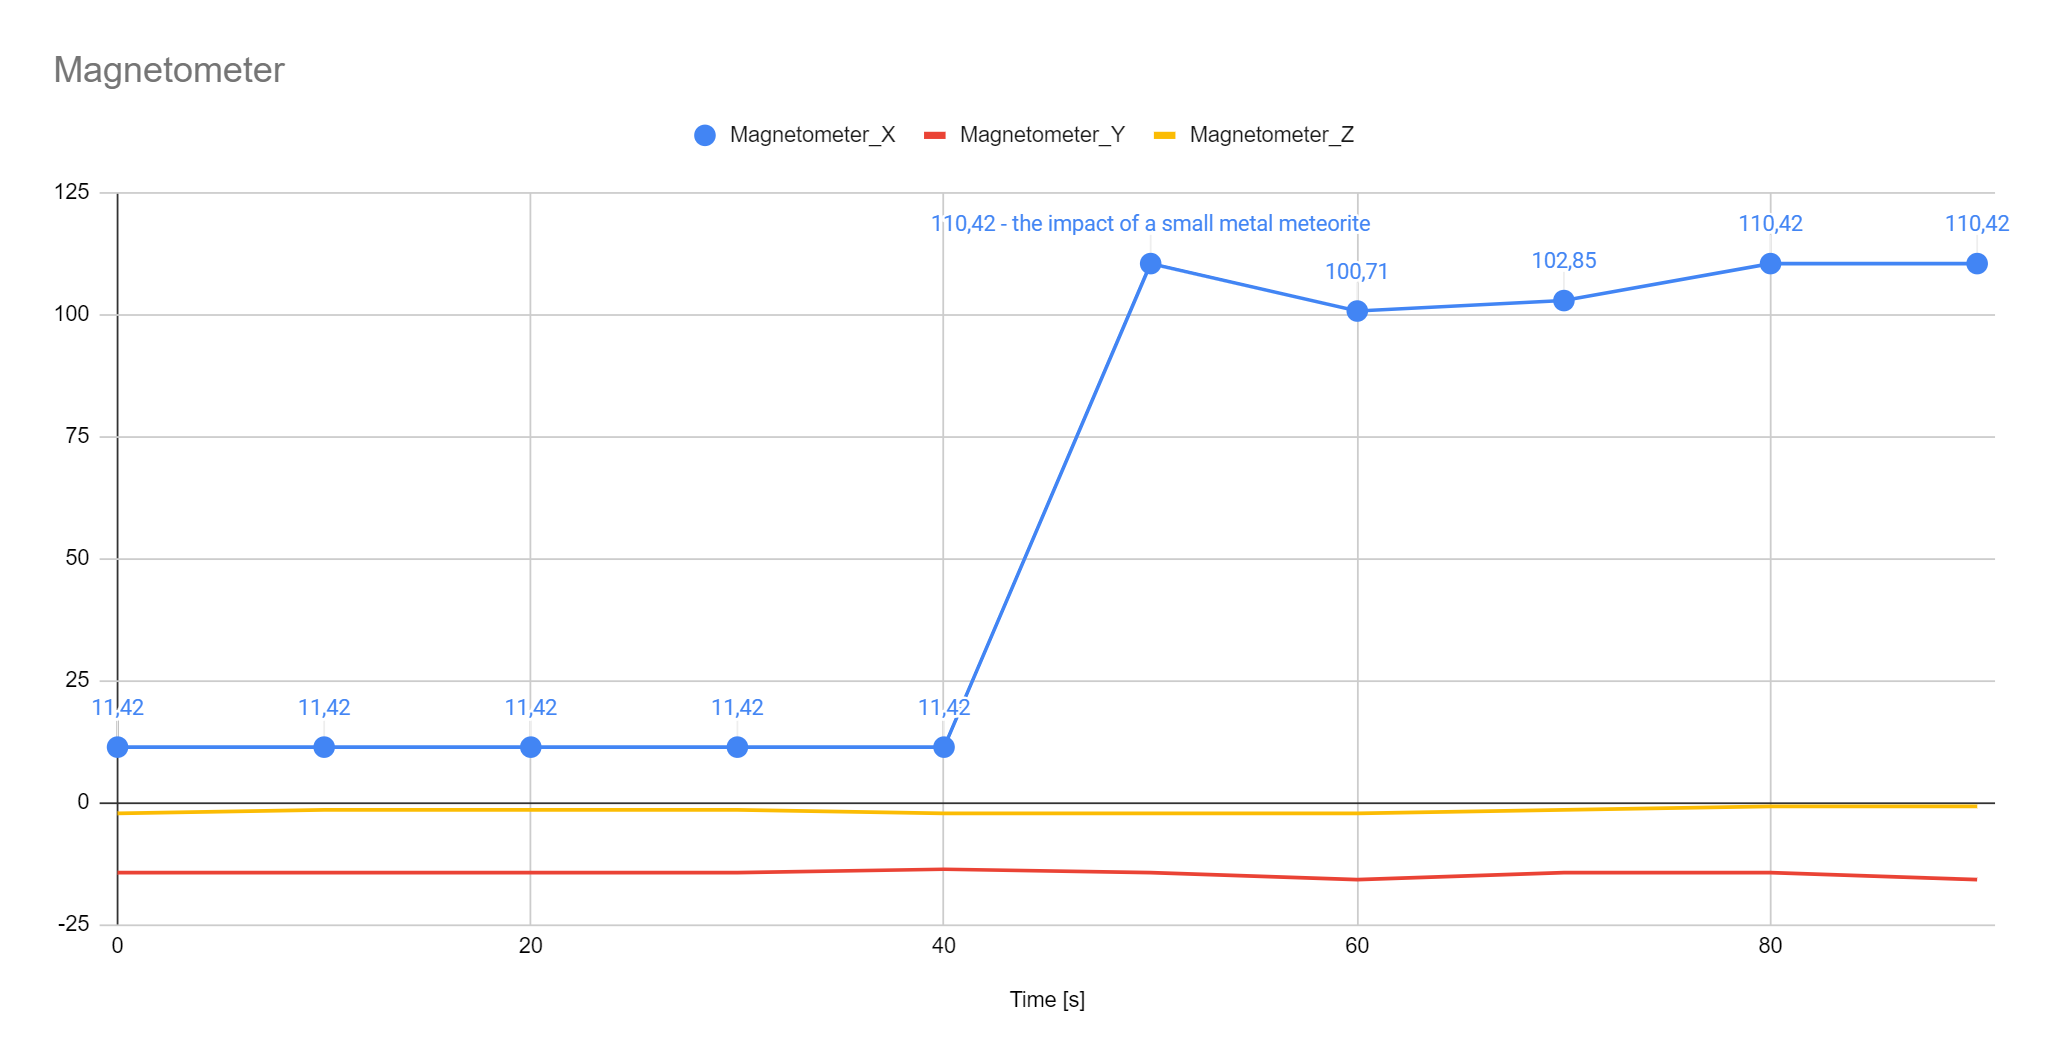 Magnetometer
Magnetometer_X Magnetometer_Y Magnetometer_Z
125
110,42 - the impact of a small metal meteorite 110,42 110,42
100,71 102,85
100
75
50
25
11,42 11,42 11,42 11,42 11,42
0
-25
0 20 40 60 80
Time [s]